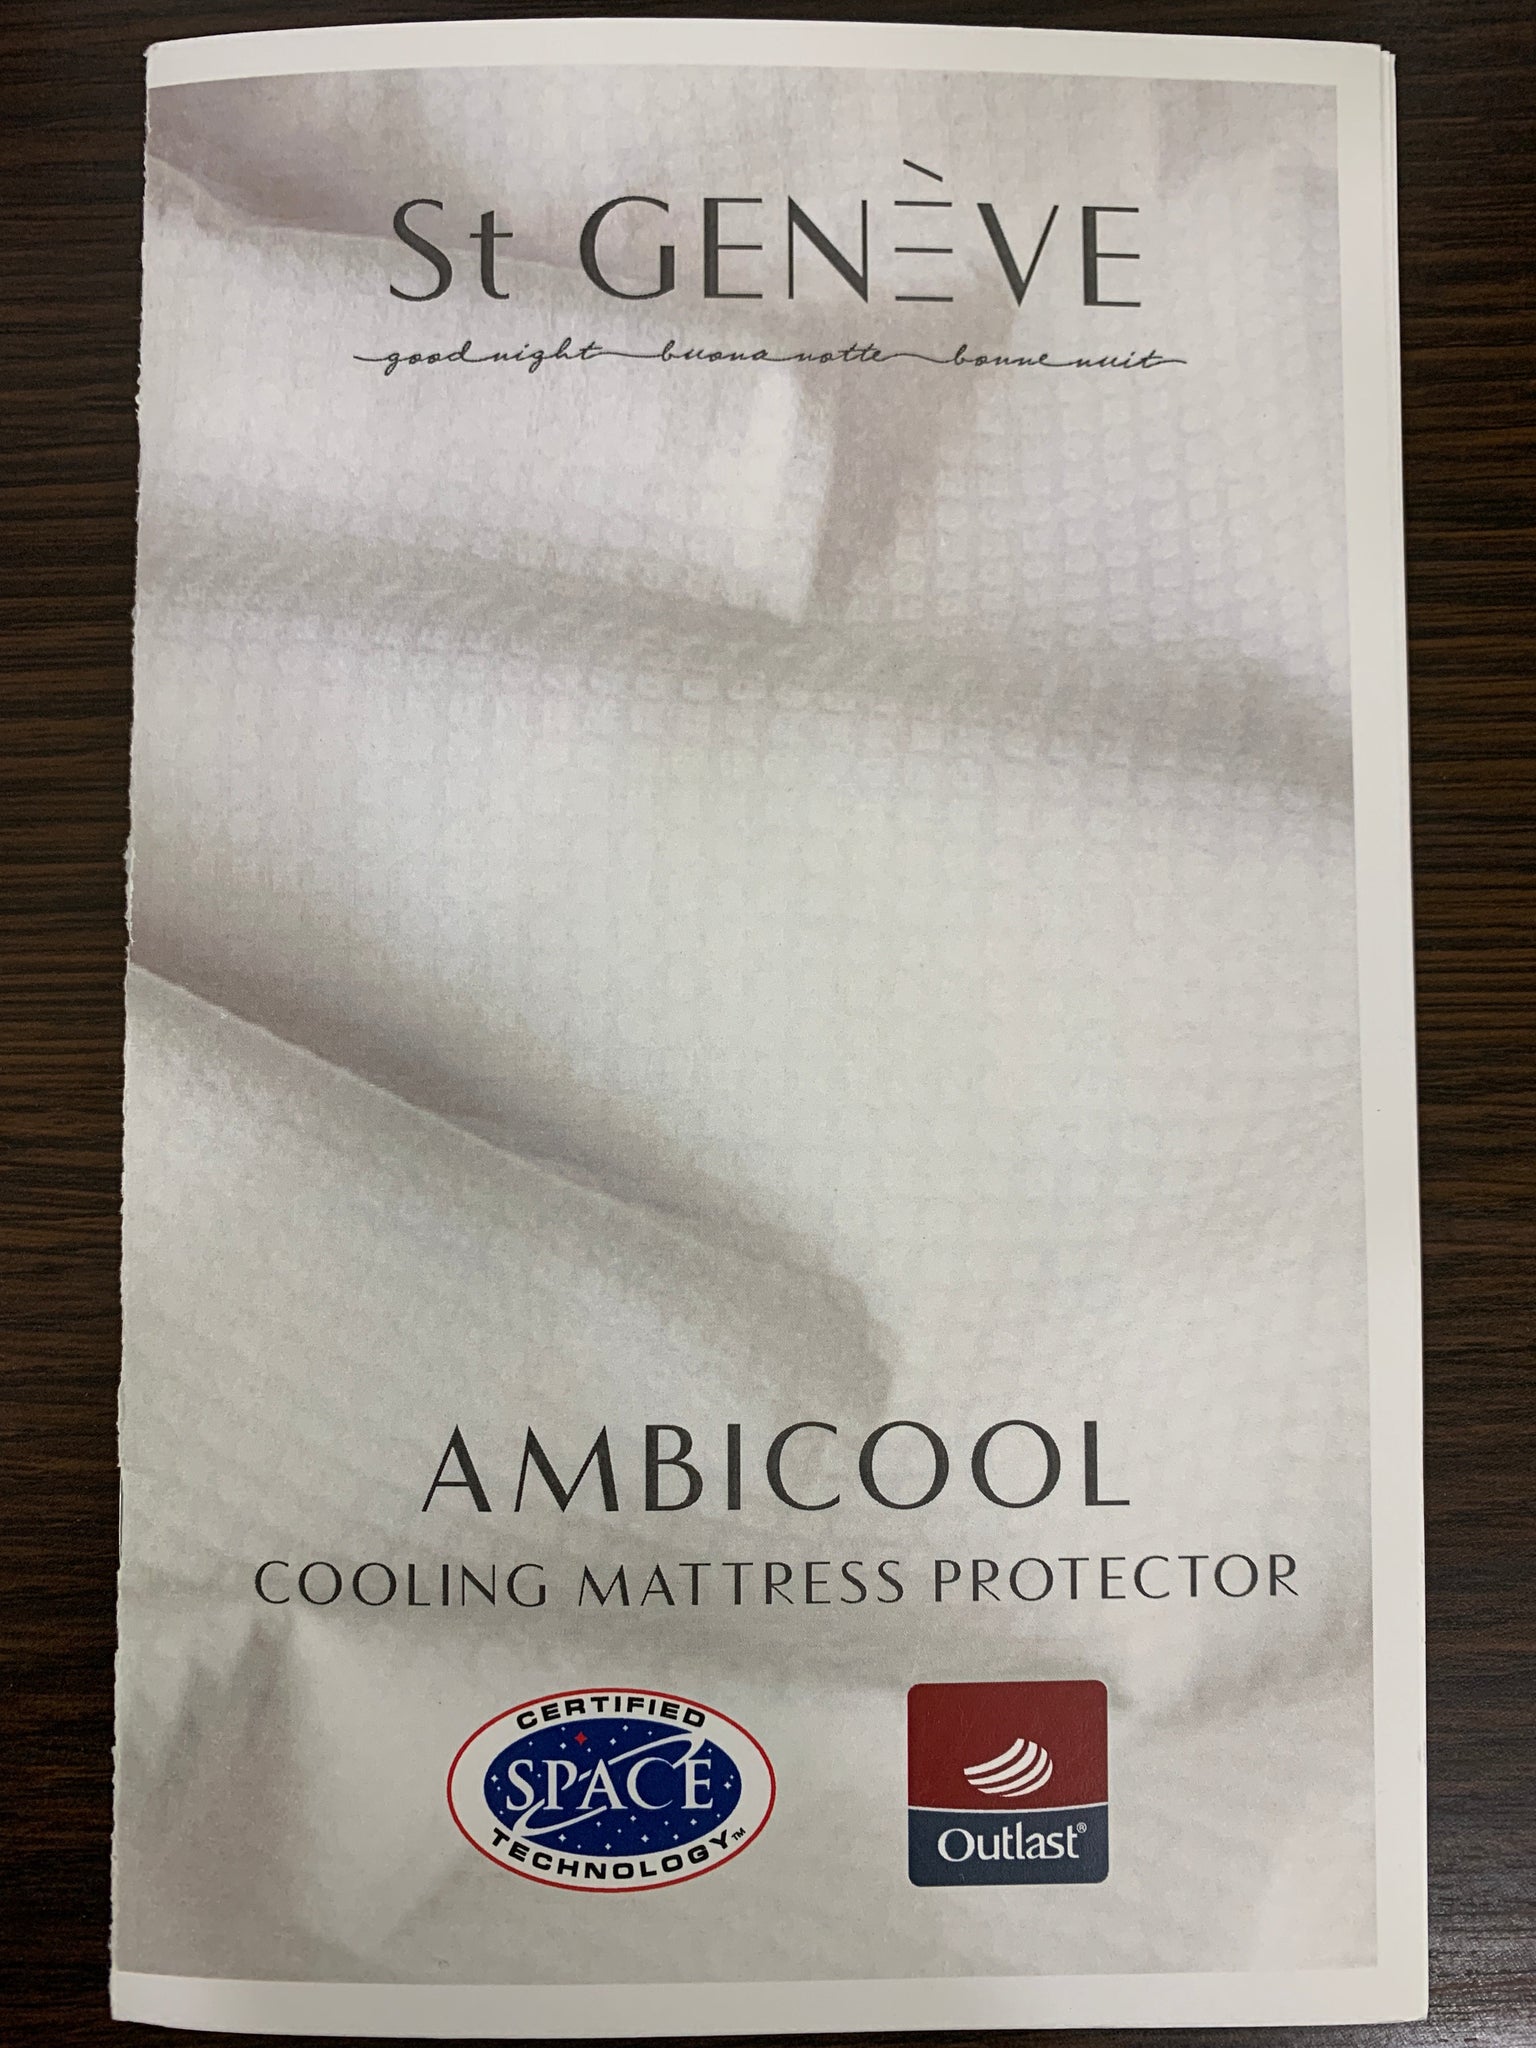 St GENÈVE
good night buona notte bonne nuit
AMBICOOL
COOLING MATTRESS PROTECTOR
CERTIFIED
SPACE
TECHNOLOGY™
Outlast®